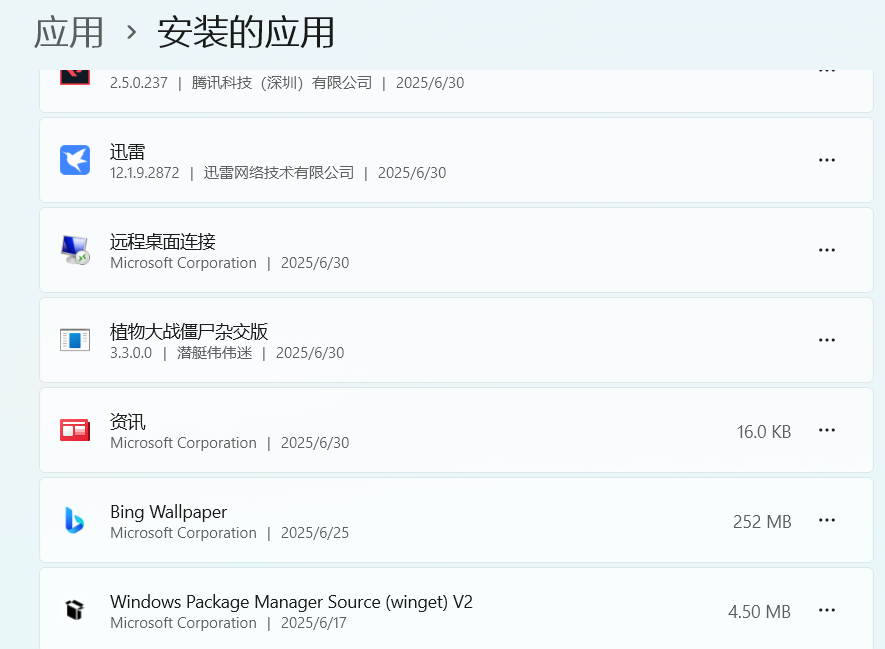 应用 › 安装的应用
2.5.0.237 | 腾讯科技（深圳）有限公司 | 2025/6/30
迅雷
12.1.9.2872 | 迅雷网络技术有限公司 | 2025/6/30
远程桌面连接
Microsoft Corporation | 2025/6/30
植物大战僵尸杂交版
3.3.0.0 | 潜艇伟伟迷 | 2025/6/30
资讯
Microsoft Corporation | 2025/6/30
16.0 KB
Bing Wallpaper
Microsoft Corporation | 2025/6/25
252 MB
Windows Package Manager Source (winget) V2
Microsoft Corporation | 2025/6/17
4.50 MB